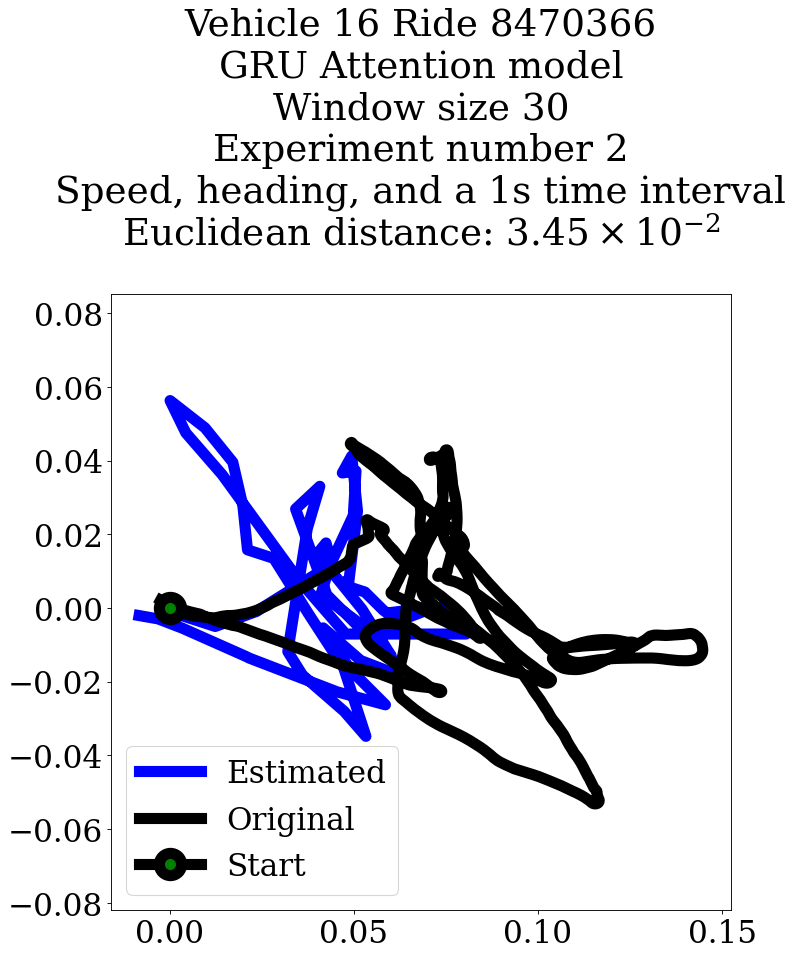 Vehicle 16 Ride 8470366
GRU Attention model
Window size 30
Experiment number 2
Speed, heading, and a 1s time interval
Euclidean distance: 3.45 × 10⁻²
0.08
0.06
0.04
0.02
0.00
−0.02
−0.04
−0.06
−0.08
Estimated
Original
Start
0.00 0.05 0.10 0.15